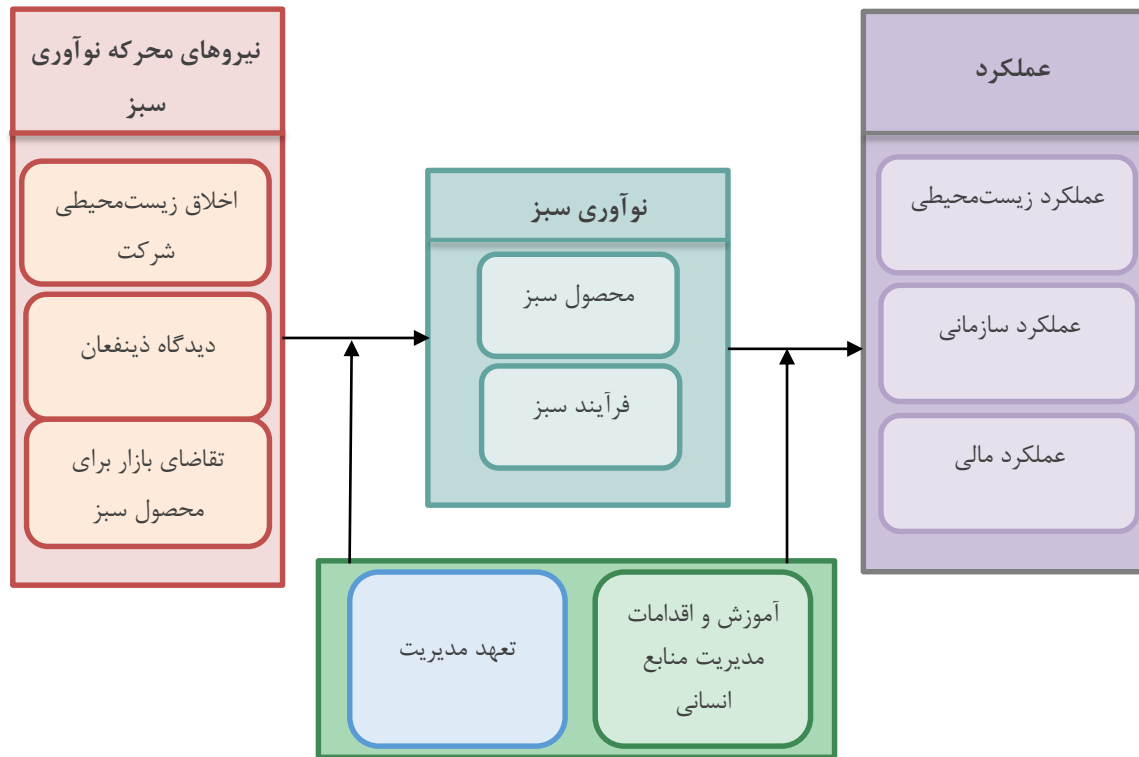 نیروهای محرکه نوآوری
سبز
اخلاق زیست‌محیطی
شرکت
دیدگاه ذینفعان
تقاضای بازار برای
محصول سبز
نوآوری سبز
محصول سبز
فرآیند سبز
عملکرد
عملکرد زیست‌محیطی
عملکرد سازمانی
عملکرد مالی
آموزش و اقدامات
مدیریت منابع
انسانی
تعهد مدیریت